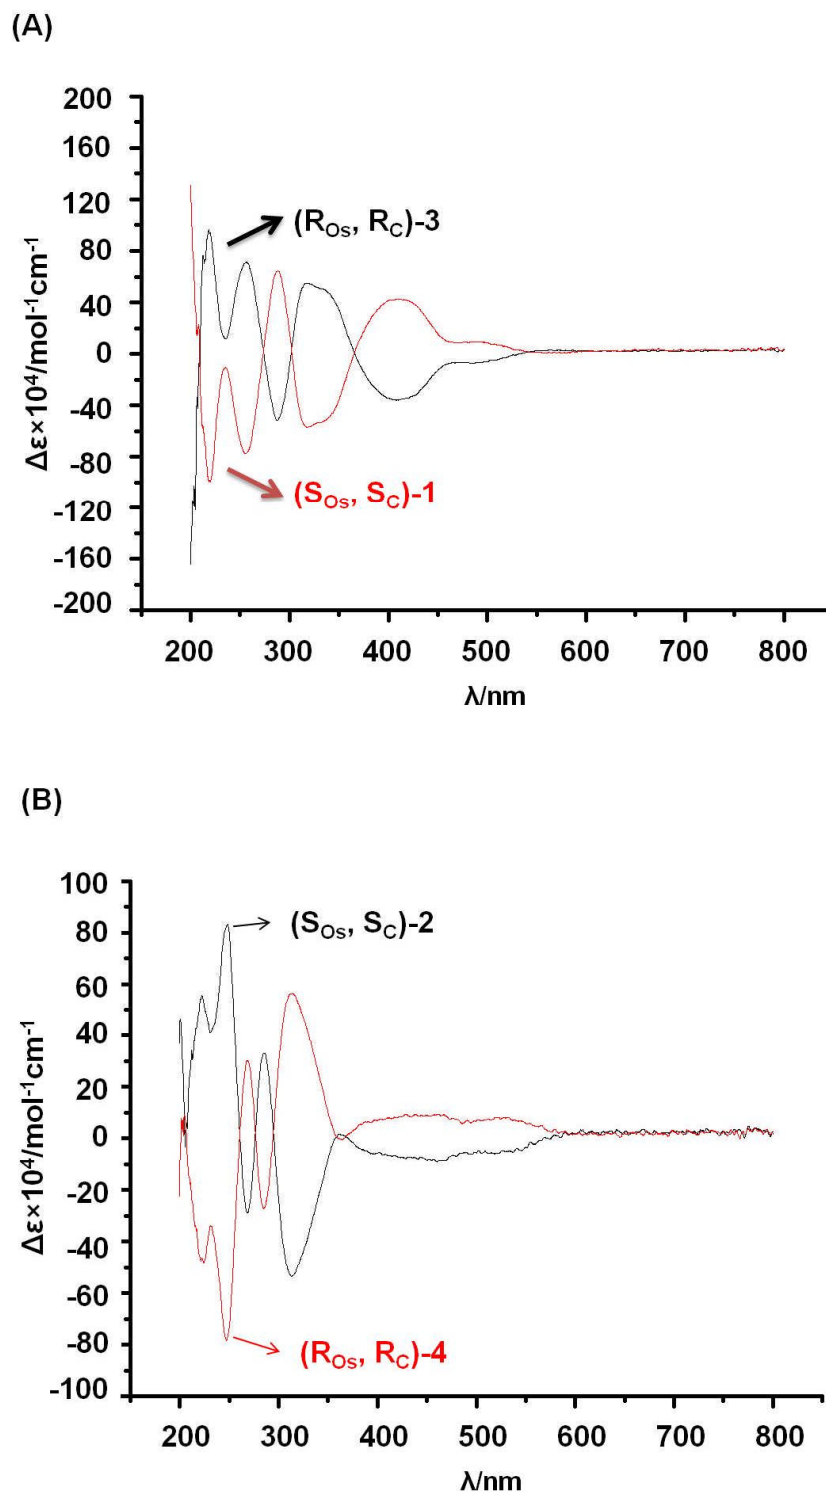 (A)
200
160
120
80
40
0
-40
-80
-120
-160
-200
Δε×10⁴/mol⁻¹cm⁻¹
(R_Os, R_C)-3
(S_Os, S_C)-1
200 300 400 500 600 700 800
λ/nm
(B)
100
80
60
40
20
0
-20
-40
-60
-80
-100
Δε×10⁴/mol⁻¹cm⁻¹
(S_Os, S_C)-2
(R_Os, R_C)-4
200 300 400 500 600 700 800
λ/nm